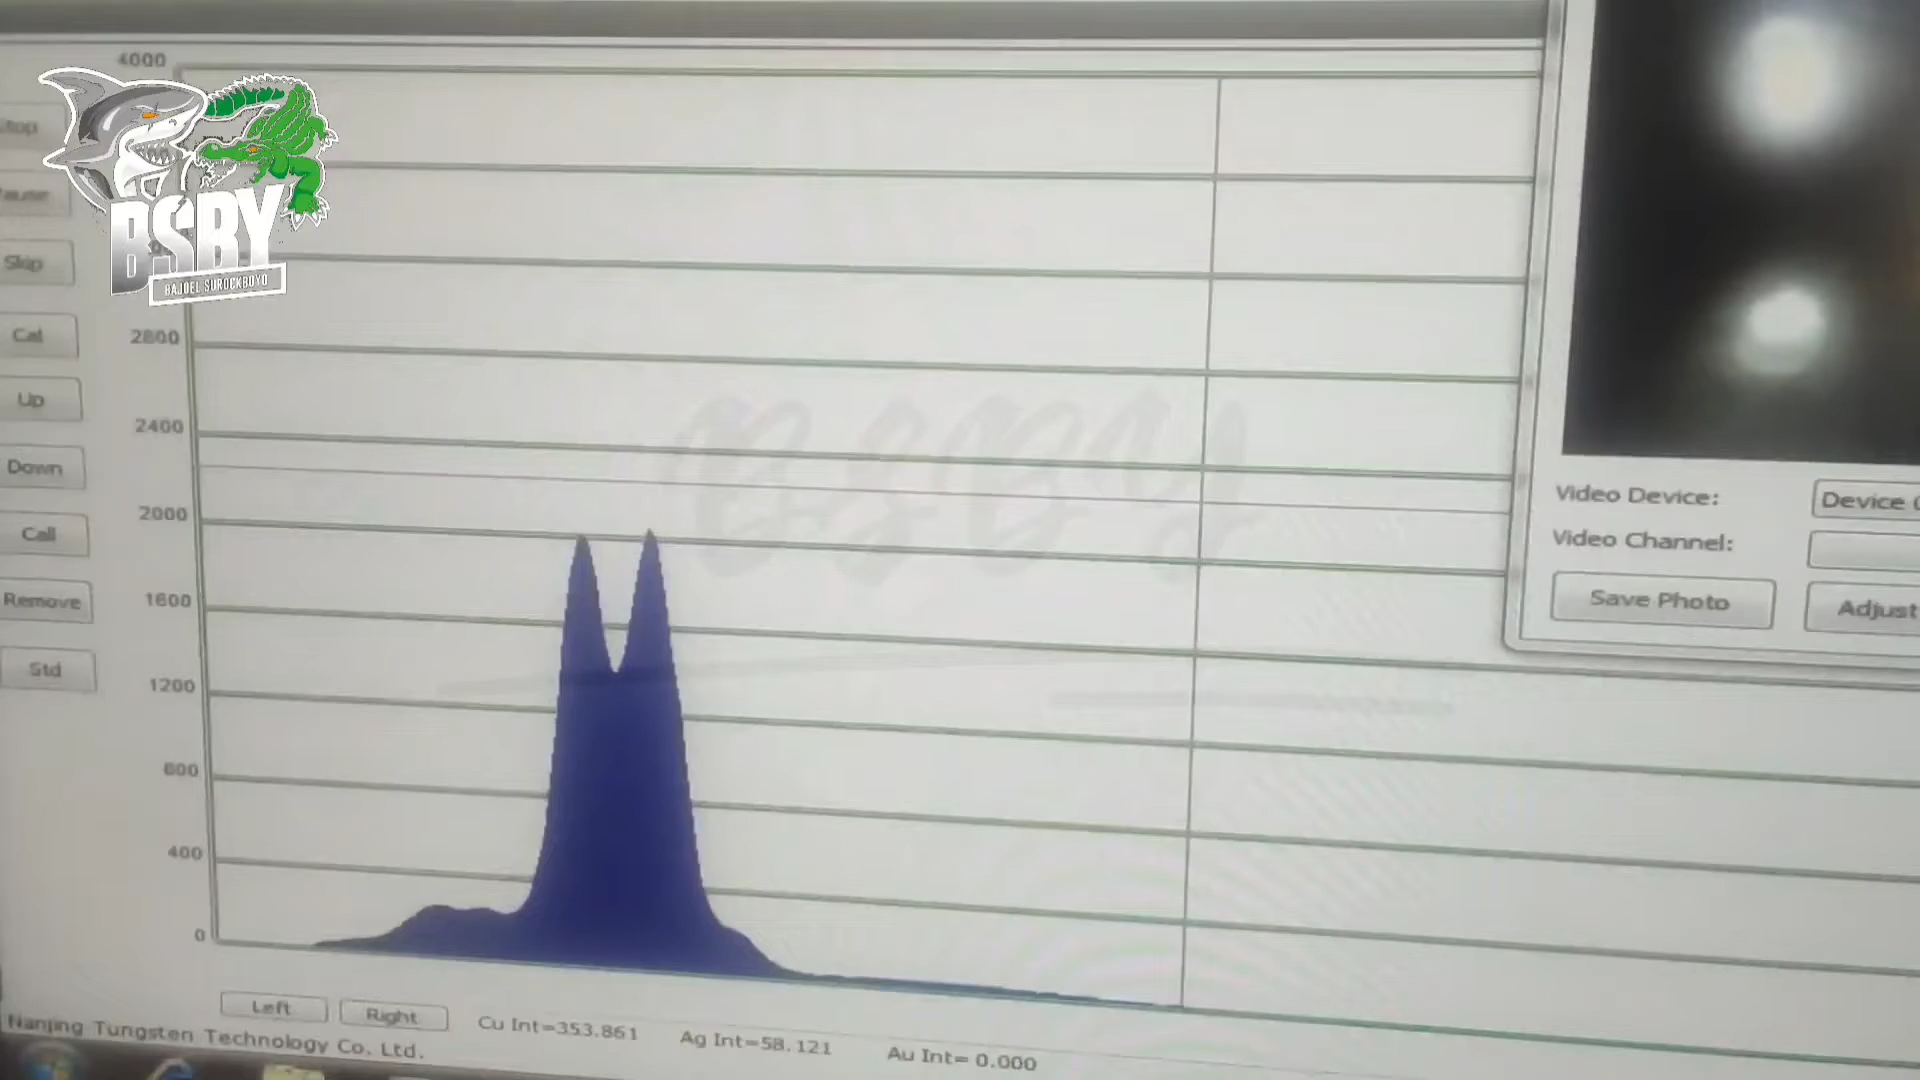 4000
Stop
Pause
Skip
BSBY
BAJOEL SUROCKBOYO
2800
Cal
Up
2400
Down
2000
Call
1600
Remove
1200
Std
800
400
0
BSBY
Video Device:
Device
Video Channel:
Save Photo
Adjust
Left
Right
Cu Int=353.861
Ag Int=58.121
Au Int= 0.000
Nanjing Tungsten Technology Co. Ltd.